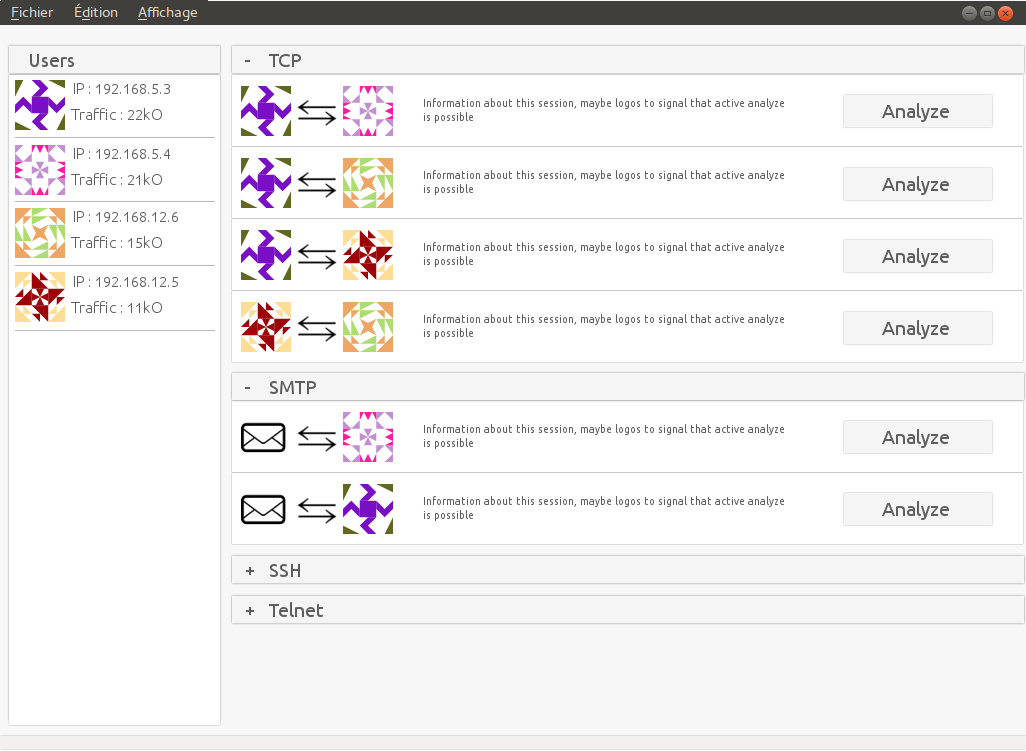 Fichier Édition Affichage
Users
IP : 192.168.5.3
Traffic : 22kO
IP : 192.168.5.4
Traffic : 21kO
IP : 192.168.12.6
Traffic : 15kO
IP : 192.168.12.5
Traffic : 11kO
- TCP
Information about this session, maybe logos to signal that active analyze
is possible
Analyze
Information about this session, maybe logos to signal that active analyze
is possible
Analyze
Information about this session, maybe logos to signal that active analyze
is possible
Analyze
Information about this session, maybe logos to signal that active analyze
is possible
Analyze
- SMTP
Information about this session, maybe logos to signal that active analyze
is possible
Analyze
Information about this session, maybe logos to signal that active analyze
is possible
Analyze
+ SSH
+ Telnet